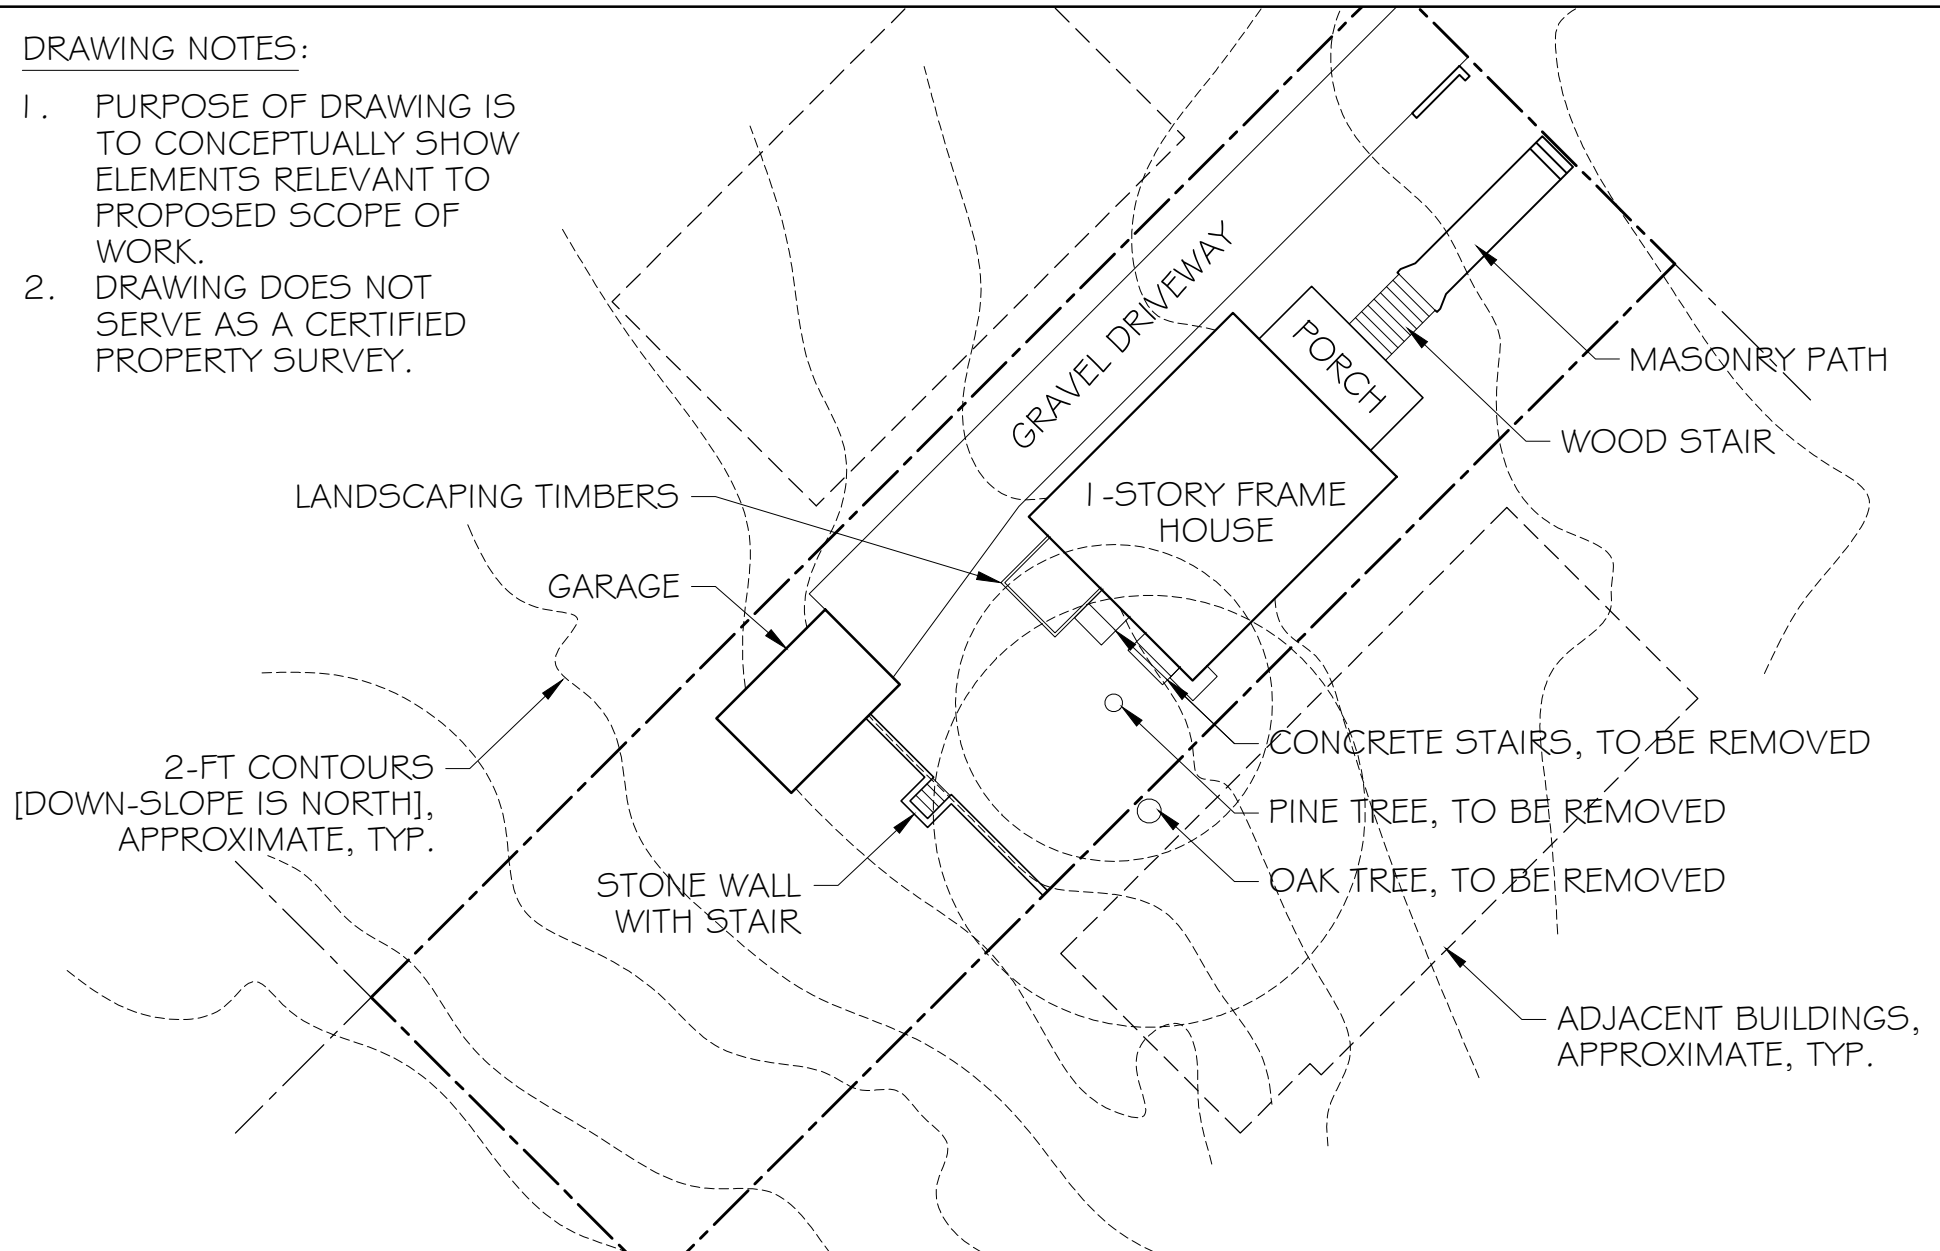 DRAWING NOTES:
1. PURPOSE OF DRAWING IS
TO CONCEPTUALLY SHOW
ELEMENTS RELEVANT TO
PROPOSED SCOPE OF
WORK.
2. DRAWING DOES NOT
SERVE AS A CERTIFIED
PROPERTY SURVEY.
GRAVEL DRIVEWAY
PORCH
MASONRY PATH
WOOD STAIR
LANDSCAPING TIMBERS
1-STORY FRAME
HOUSE
GARAGE
2-FT CONTOURS
[DOWN-SLOPE IS NORTH],
APPROXIMATE, TYP.
STONE WALL
WITH STAIR
CONCRETE STAIRS, TO BE REMOVED
PINE TREE, TO BE REMOVED
OAK TREE, TO BE REMOVED
ADJACENT BUILDINGS,
APPROXIMATE, TYP.